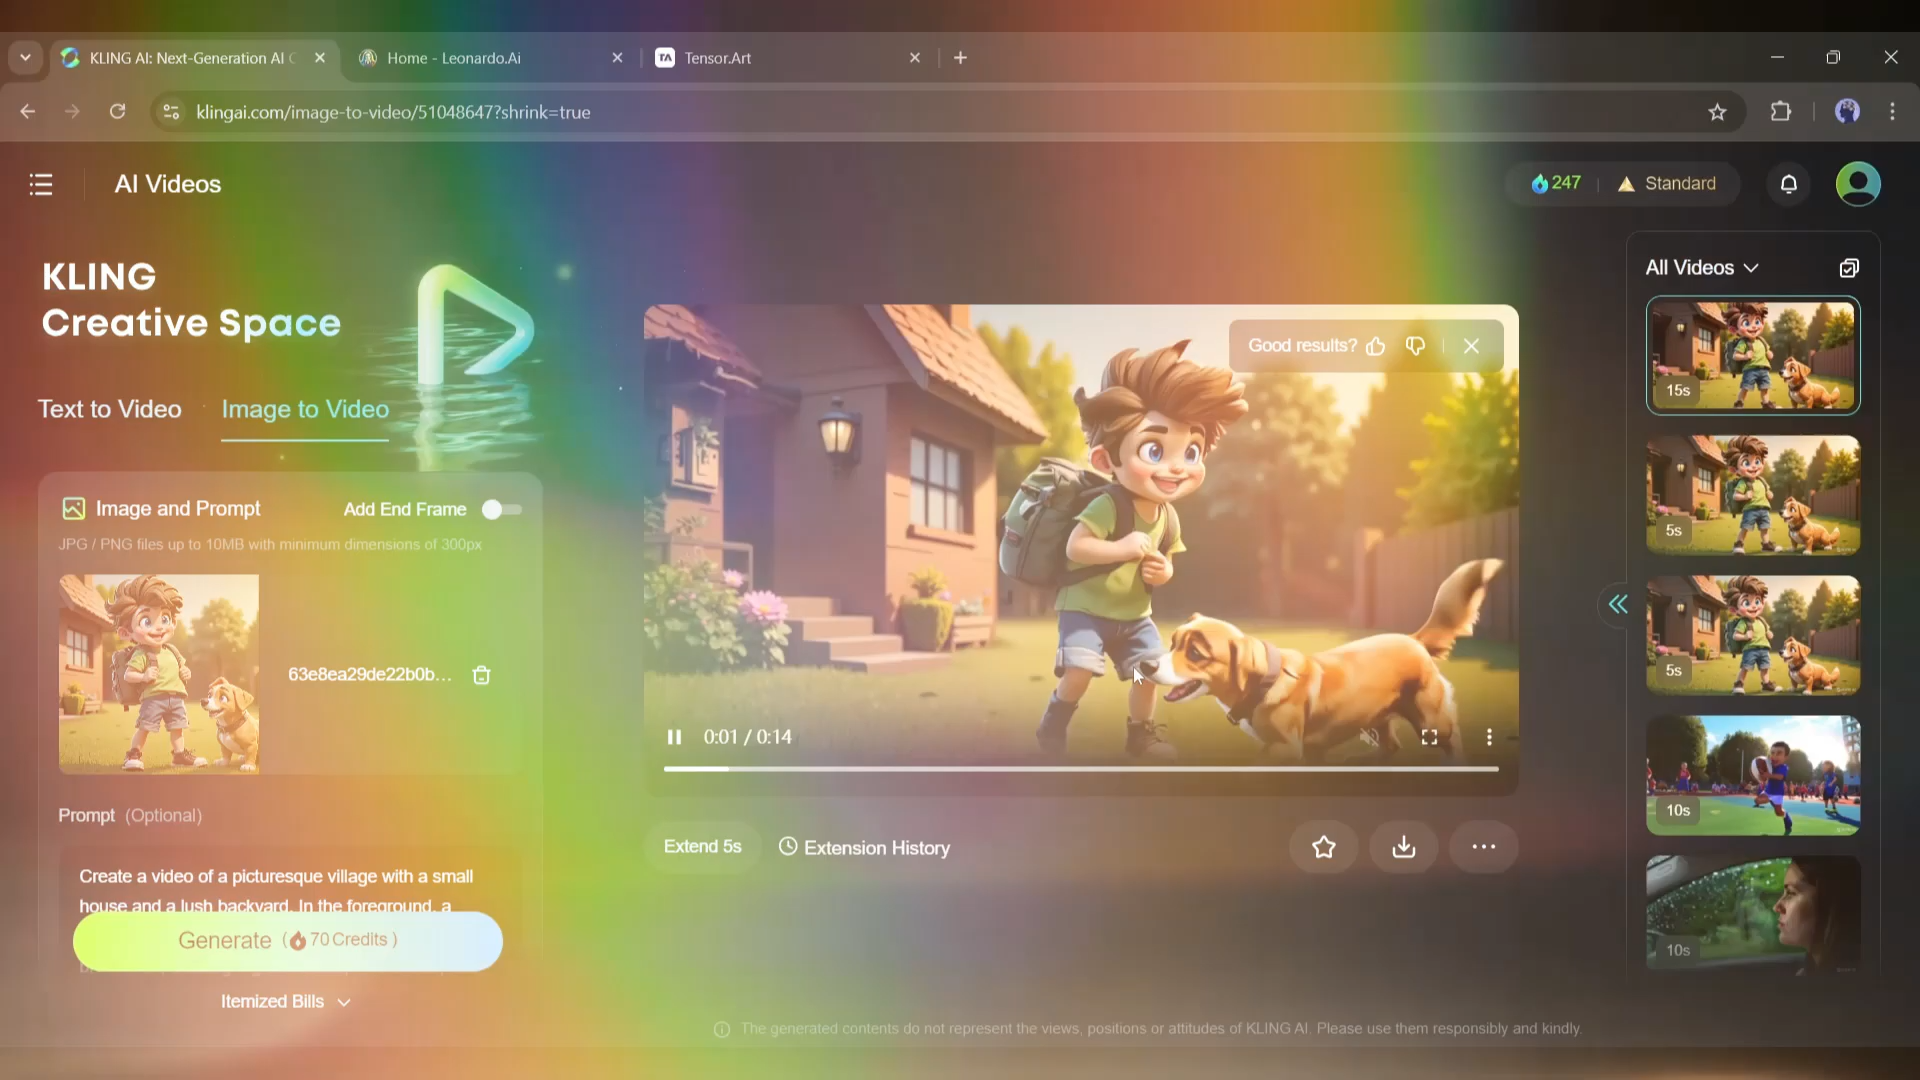 KLING AI: Next-Generation AI C
Home - Leonardo.Ai
TA Tensor.Art
klingai.com/image-to-video/51048647?shrink=true
AI Videos
247
Standard
KLING
Creative Space
Text to Video
Image to Video
Image and Prompt
Add End Frame
JPG / PNG files up to 10MB with minimum dimensions of 300px
63e8ea29de22b0b...
Prompt (Optional)
Create a video of a picturesque village with a small
house and a lush backyard. In the foreground, a
Generate ( 70 Credits )
Itemized Bills
Good results?
0:01 / 0:14
Extend 5s
Extension History
The generated contents do not represent the views, positions or attitudes of KLING AI. Please use them responsibly and kindly.
All Videos
15s
5s
5s
10s
10s